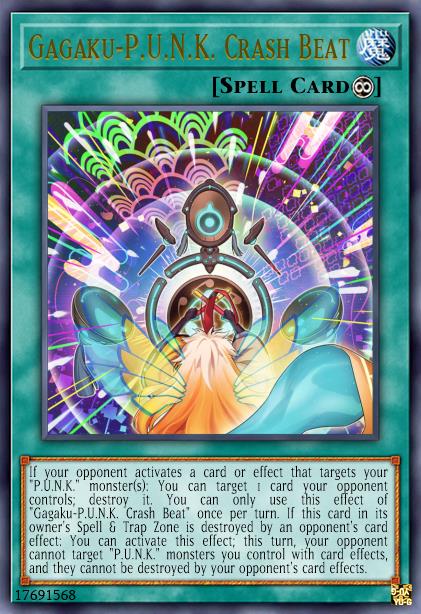 Gagaku-P.U.N.K. Crash Beat
魔
[Spell Card]
If your opponent activates a card or effect that targets your
"P.U.N.K." monster(s): You can target 1 card your opponent
controls; destroy it. You can only use this effect of
"Gagaku-P.U.N.K. Crash Beat" once per turn. If this card in its
owner's Spell & Trap Zone is destroyed by an opponent's card
effect: You can activate this effect; this turn, your opponent
cannot target "P.U.N.K." monsters you control with card effects,
and they cannot be destroyed by your opponent's card effects.
17691568